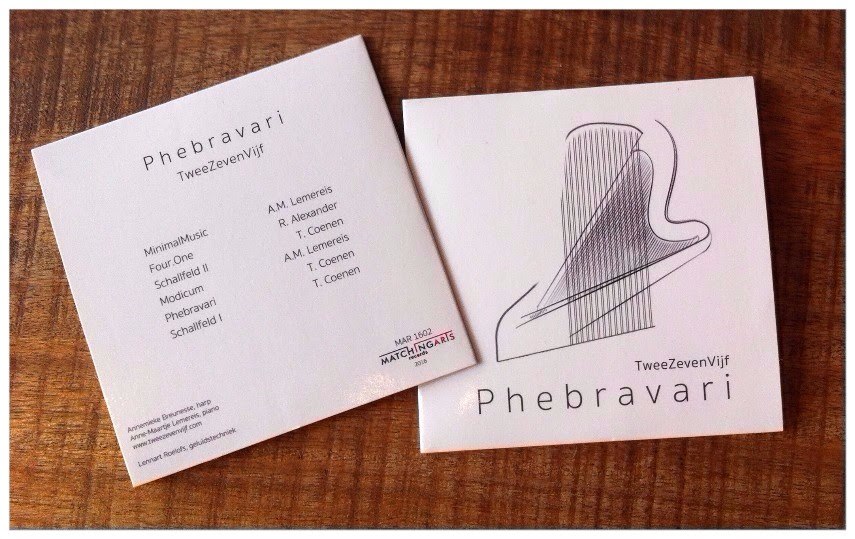 Phebravari
TweeZevenVijf
MinimalMusic A.M. Lemereis
Four.One R. Alexander
Schallfeld II T. Coenen
Modicum A.M. Lemereis
Phebravari T. Coenen
Schallfeld I T. Coenen
MAR 1602
MATCHINGARTS
records
2016
Annemieke Breunesse, harp
Anne-Maartje Lemereis, piano
www.tweezevenvijf.com
Lennart Roelofs, geluidstechniek
TweeZevenVijf
Phebravari